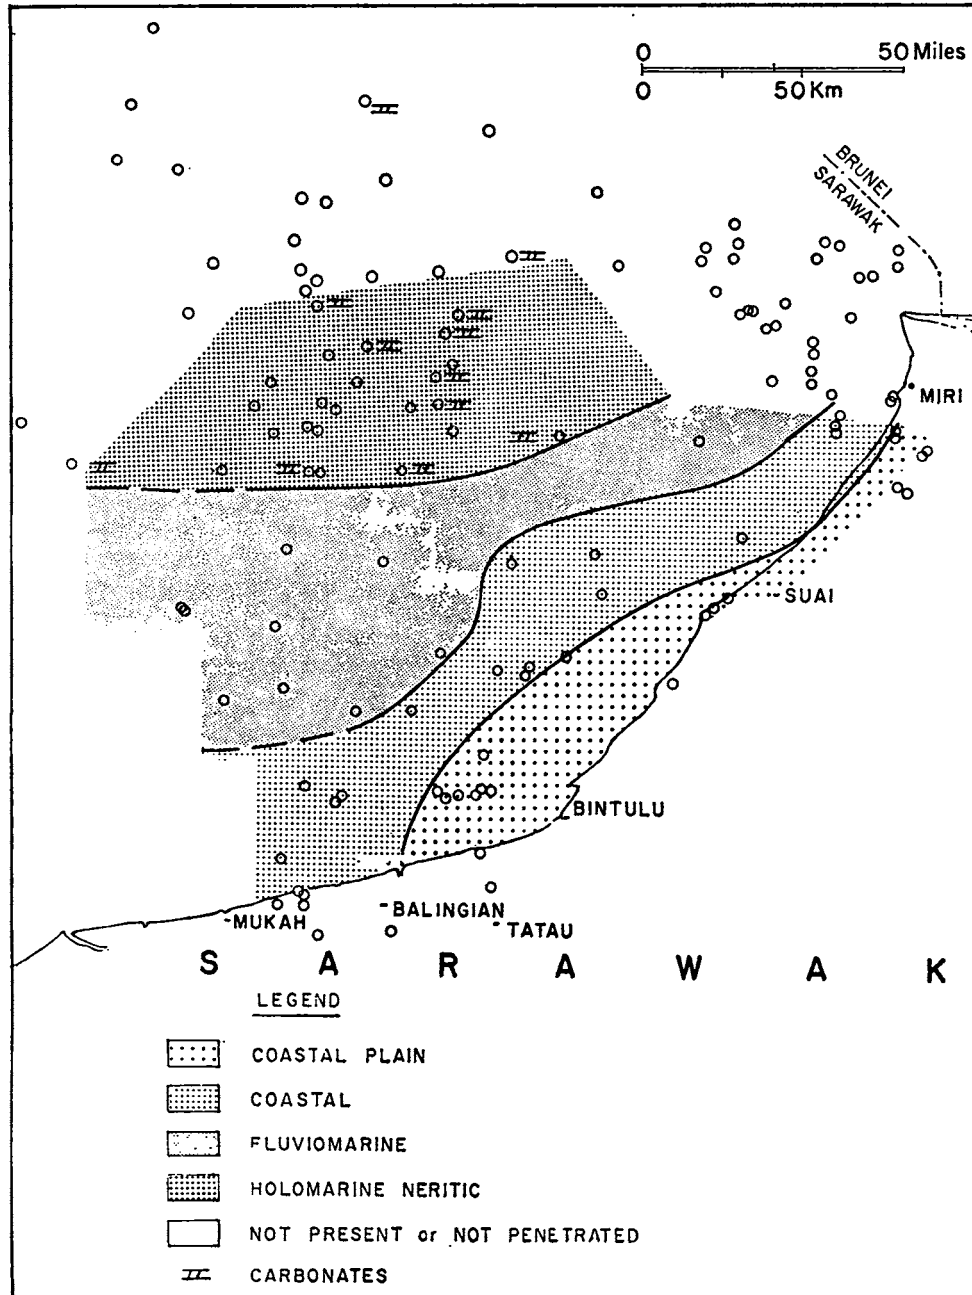 0 50 Miles
0 50 Km
BRUNEI
SARAWAK
MIRI
SUAI
BINTULU
BALINGIAN
MUKAH
TATAU
S A R A W A K
LEGEND
COASTAL PLAIN
COASTAL
FLUVIOMARINE
HOLOMARINE NERITIC
NOT PRESENT or NOT PENETRATED
CARBONATES